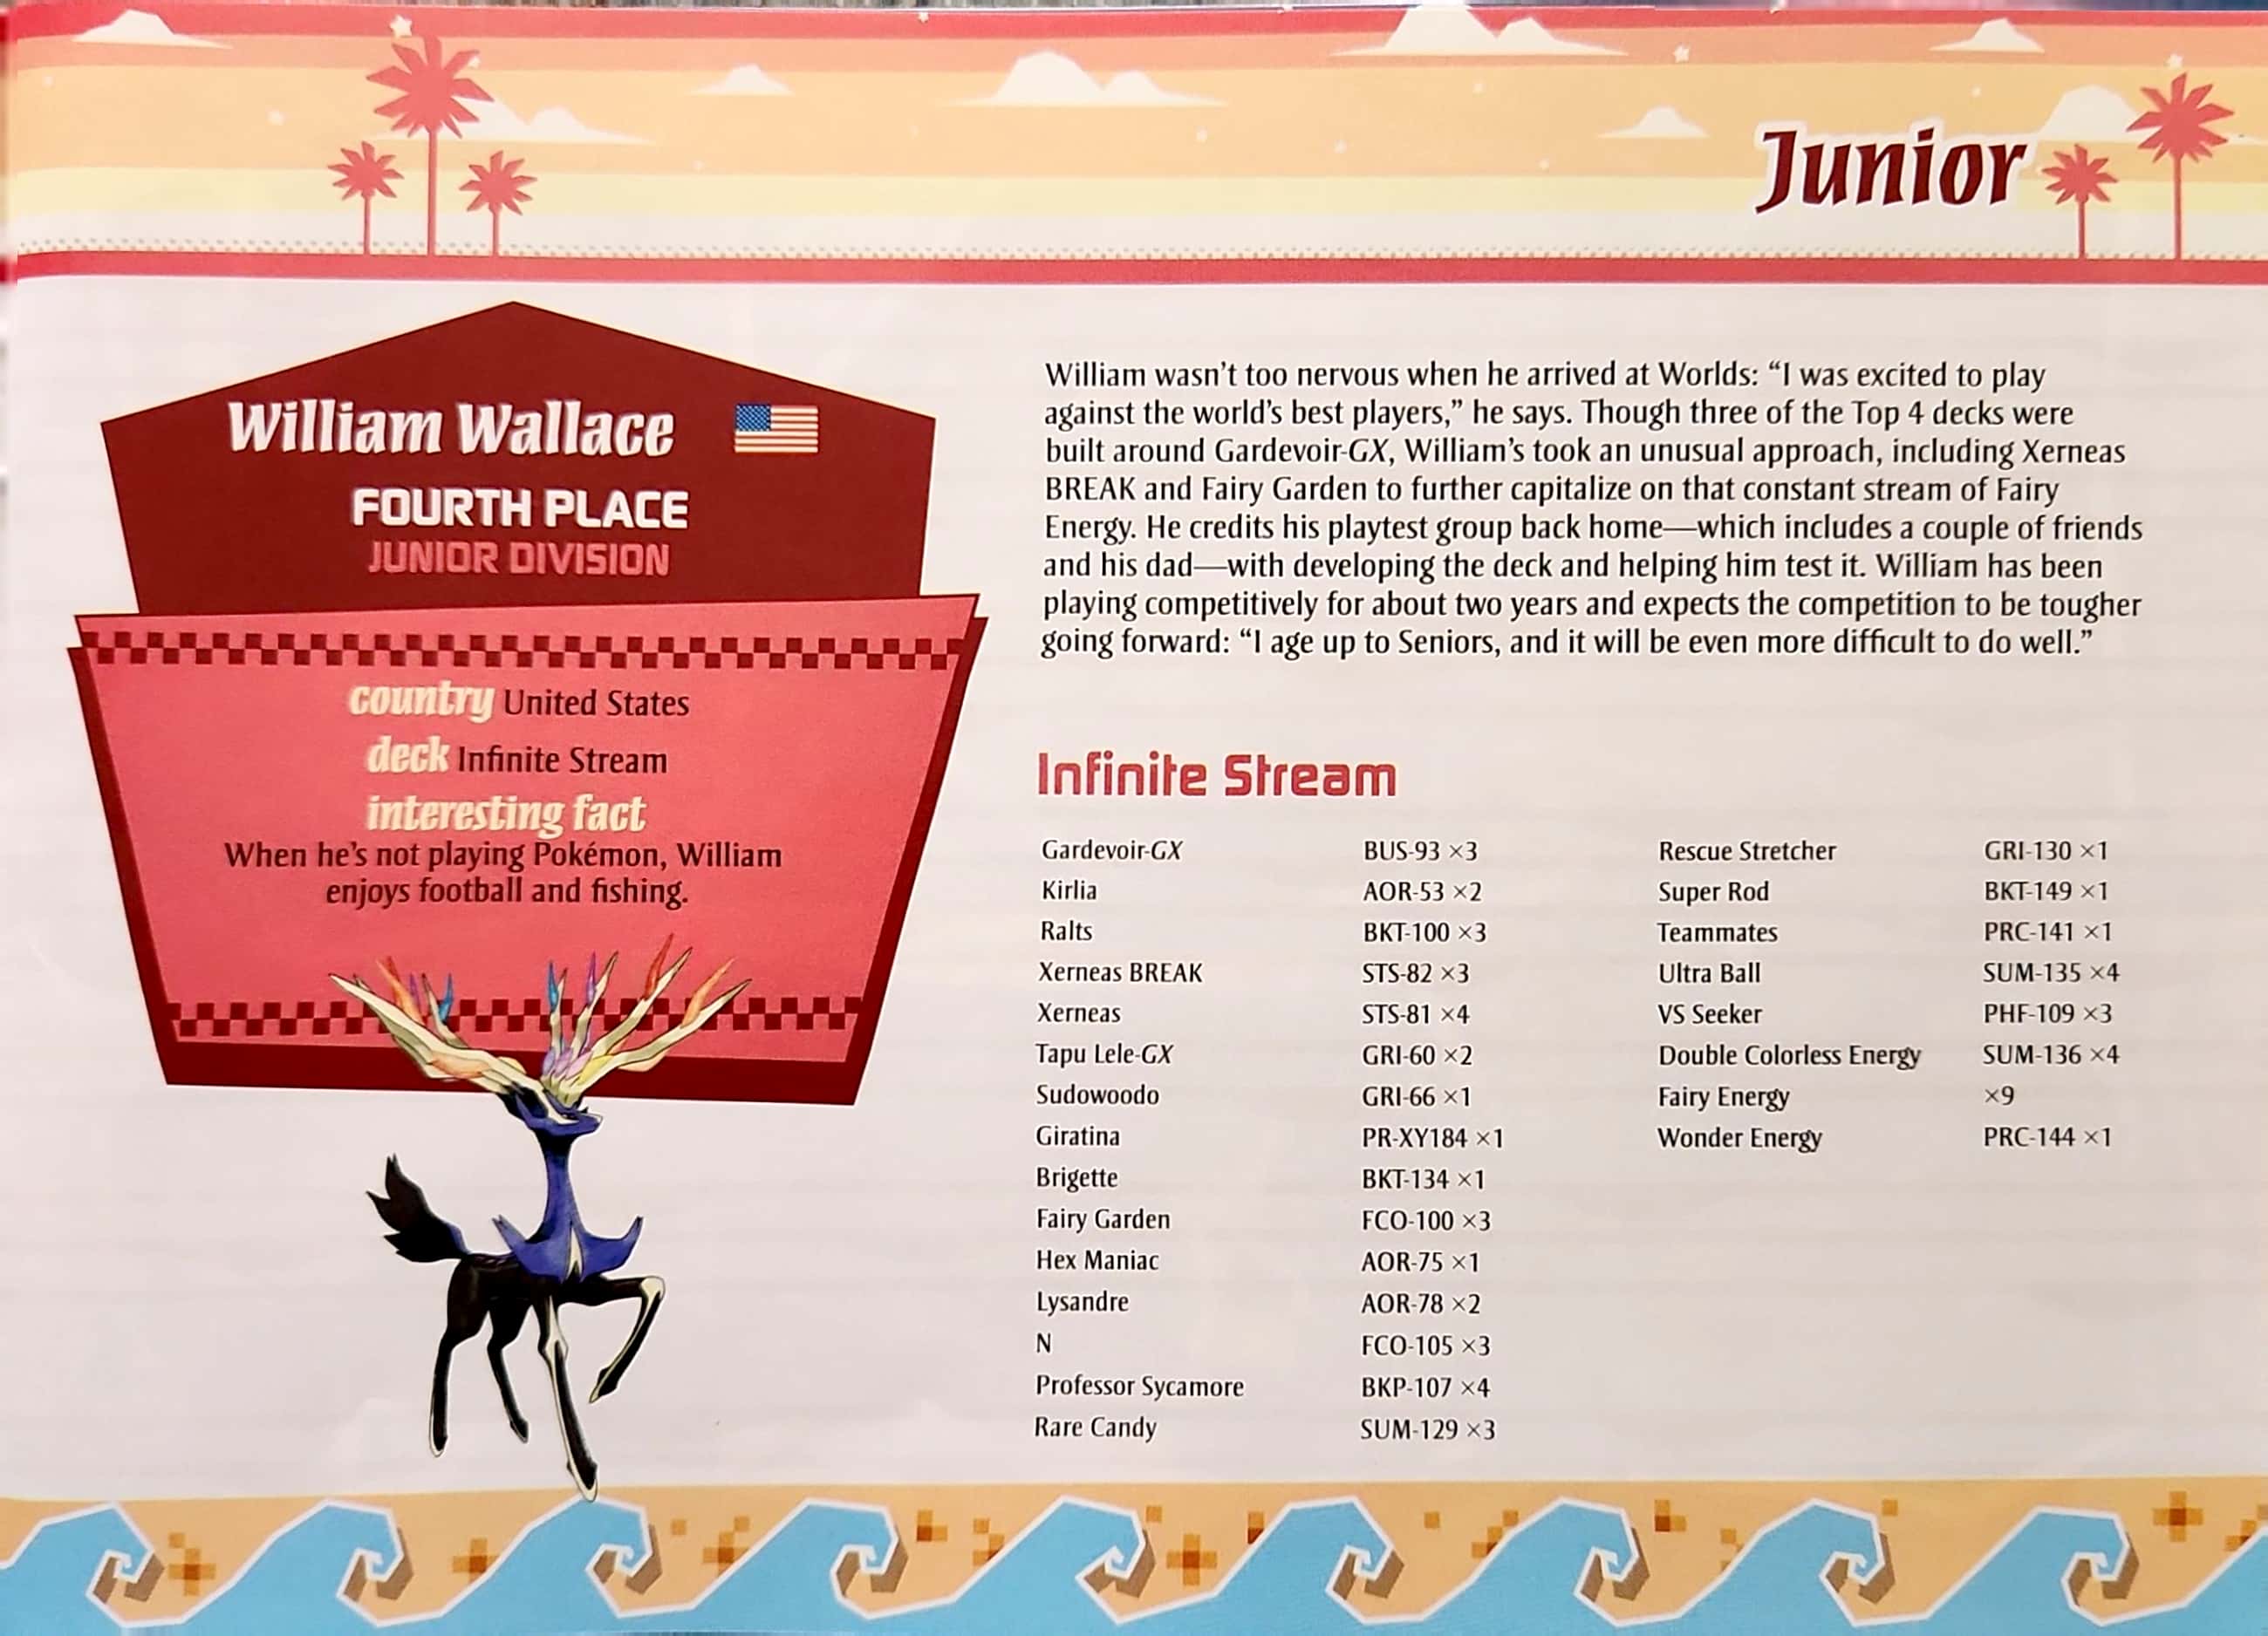 Junior
William Wallace
FOURTH PLACE
JUNIOR DIVISION
country United States
deck Infinite Stream
interesting fact
When he's not playing Pokémon, William
enjoys football and fishing.
William wasn't too nervous when he arrived at Worlds: “I was excited to play
against the world's best players,” he says. Though three of the Top 4 decks were
built around Gardevoir-GX, William's took an unusual approach, including Xerneas
BREAK and Fairy Garden to further capitalize on that constant stream of Fairy
Energy. He credits his playtest group back home—which includes a couple of friends
and his dad—with developing the deck and helping him test it. William has been
playing competitively for about two years and expects the competition to be tougher
going forward: “I age up to Seniors, and it will be even more difficult to do well.”
Infinite Stream
Gardevoir-GX BUS-93 ×3
Kirlia AOR-53 ×2
Ralts BKT-100 ×3
Xerneas BREAK STS-82 ×3
Xerneas STS-81 ×4
Tapu Lele-GX GRI-60 ×2
Sudowoodo GRI-66 ×1
Giratina PR-XY184 ×1
Brigette BKT-134 ×1
Fairy Garden FCO-100 ×3
Hex Maniac AOR-75 ×1
Lysandre AOR-78 ×2
N FCO-105 ×3
Professor Sycamore BKP-107 ×4
Rare Candy SUM-129 ×3
Rescue Stretcher GRI-130 ×1
Super Rod BKT-149 ×1
Teammates PRC-141 ×1
Ultra Ball SUM-135 ×4
VS Seeker PHF-109 ×3
Double Colorless Energy SUM-136 ×4
Fairy Energy ×9
Wonder Energy PRC-144 ×1